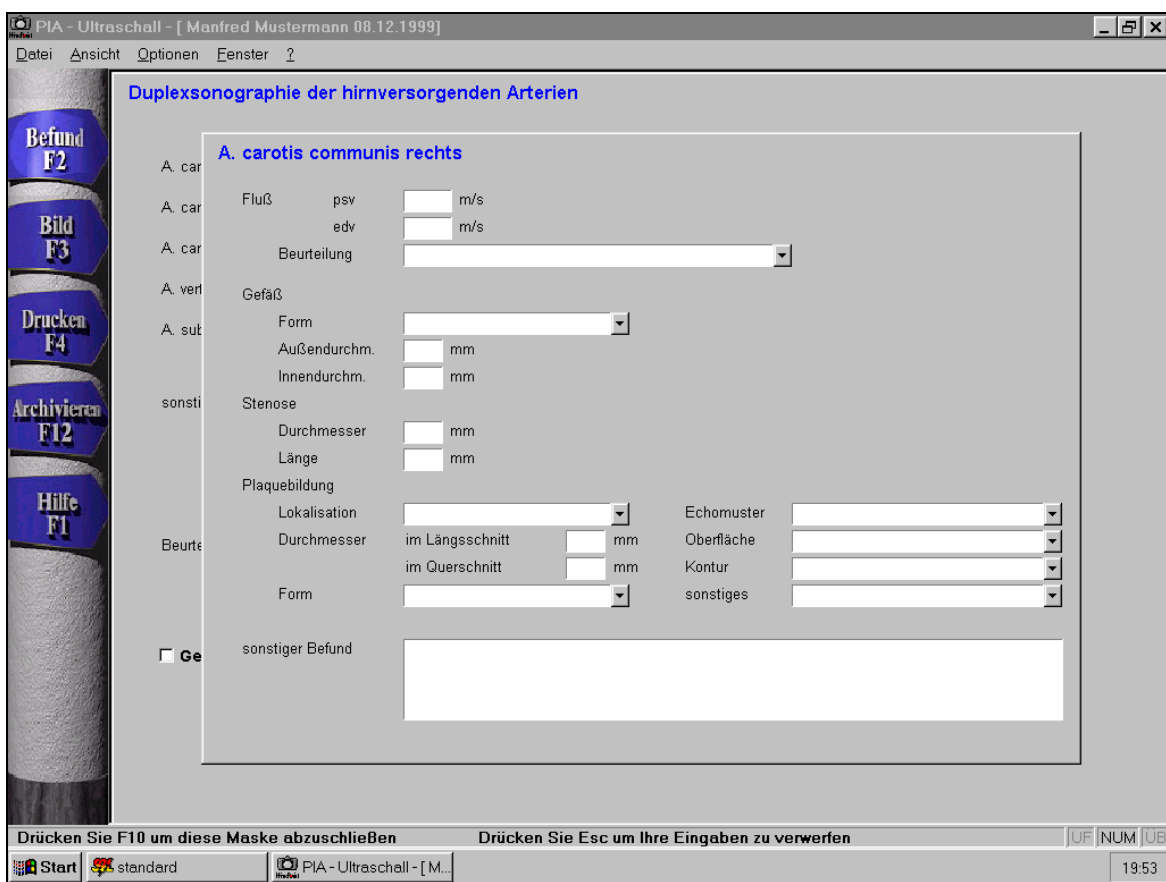 PIA - Ultraschall - [ Manfred Mustermann 08.12.1999]
Datei Ansicht Optionen Fenster ?
Duplexsonographie der hirnversorgenden Arterien
Befund
F2
Bild
F3
Drucken
F4
Archivieren
F12
Hilfe
F1
A. car
A. car
A. car
A. vert
A. sub
sonsti
Beurte
Ge
A. carotis communis rechts
Fluß psv m/s
edv m/s
Beurteilung
Gefäß
Form
Außendurchm. mm
Innendurchm. mm
Stenose
Durchmesser mm
Länge mm
Plaquebildung
Lokalisation Echomuster
Durchmesser im Längsschnitt mm Oberfläche
im Querschnitt mm Kontur
Form sonstiges
sonstiger Befund
Drücken Sie F10 um diese Maske abzuschließen Drücken Sie Esc um Ihre Eingaben zu verwerfen UF NUM ÜB
Start standard PIA - Ultraschall - [ M... 19:53